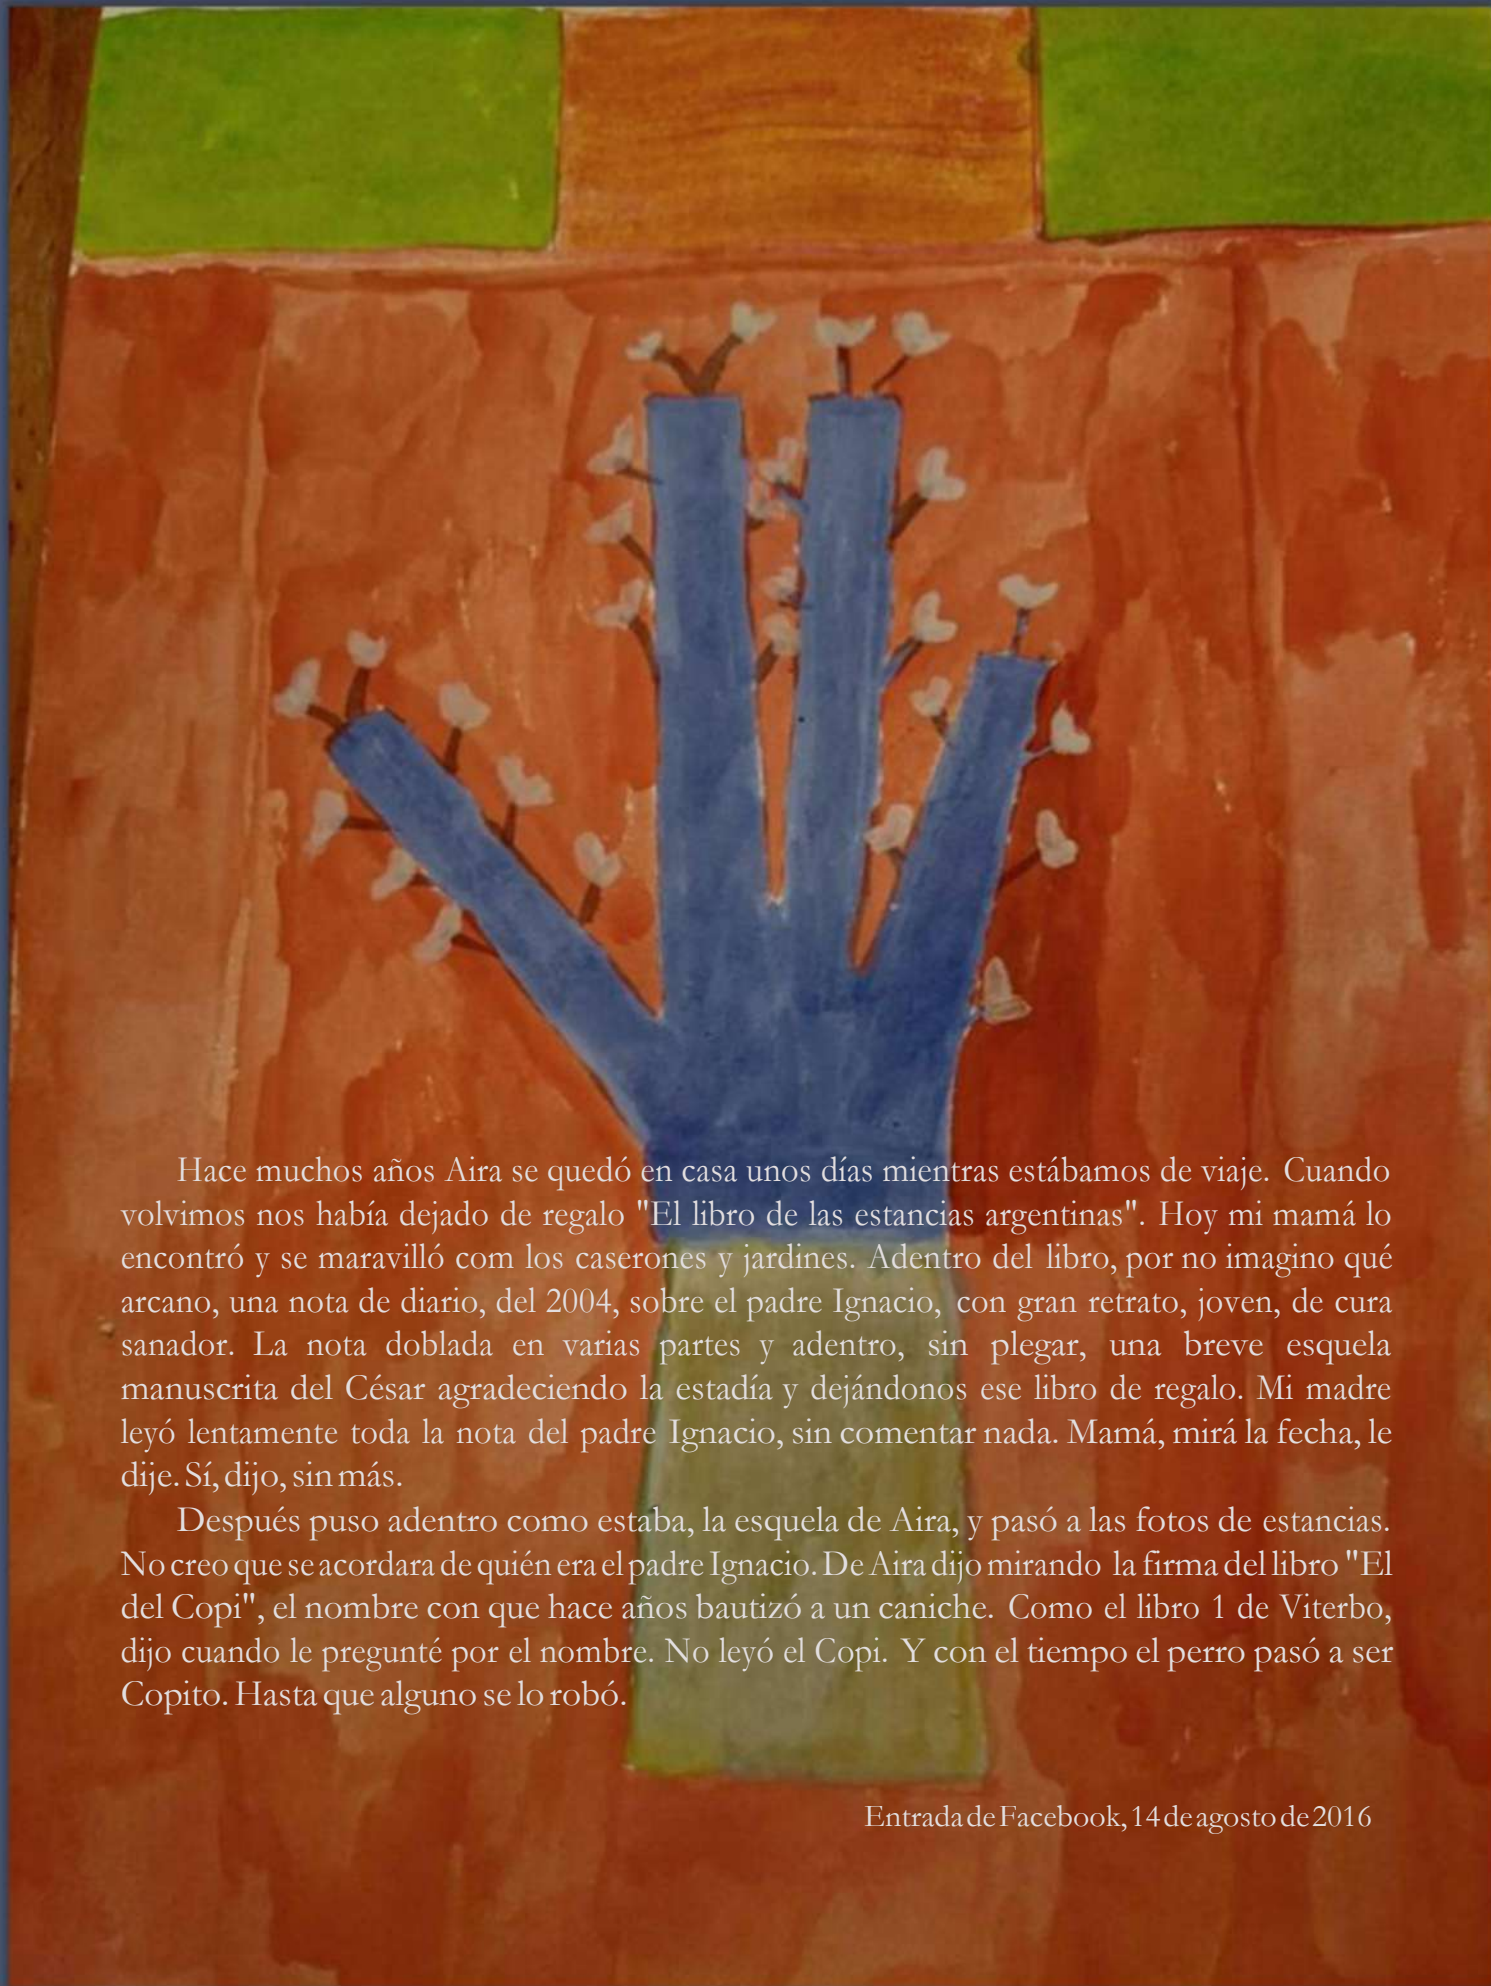 Hace muchos años Aira se quedó en casa unos días mientras estábamos de viaje. Cuando
volvimos nos había dejado de regalo "El libro de las estancias argentinas". Hoy mi mamá lo
encontró y se maravilló com los caserones y jardines. Adentro del libro, por no imagino qué
arcano, una nota de diario, del 2004, sobre el padre Ignacio, con gran retrato, joven, de cura
sanador. La nota doblada en varias partes y adentro, sin plegar, una breve esquela
manuscrita del César agradeciendo la estadía y dejándonos ese libro de regalo. Mi madre
leyó lentamente toda la nota del padre Ignacio, sin comentar nada. Mamá, mirá la fecha, le
dije. Sí, dijo, sin más.
Después puso adentro como estaba, la esquela de Aira, y pasó a las fotos de estancias.
No creo que se acordara de quién era el padre Ignacio. De Aira dijo mirando la firma del libro "El
del Copi", el nombre con que hace años bautizó a un caniche. Como el libro 1 de Viterbo,
dijo cuando le pregunté por el nombre. No leyó el Copi. Y con el tiempo el perro pasó a ser
Copito. Hasta que alguno se lo robó.
Entrada de Facebook, 14 de agosto de 2016